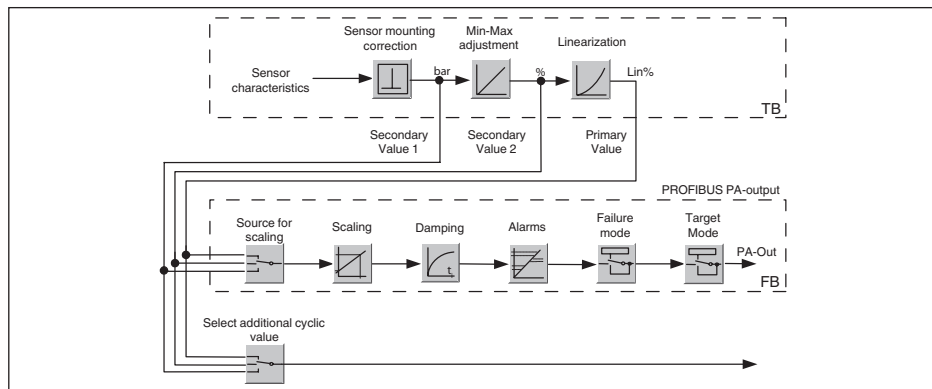 Sensor mounting
correction
Min-Max
adjustment
Linearization
Sensor
characteristics
bar
%
Lin%
TB
Secondary
Value 1
Secondary
Value 2
Primary
Value
PROFIBUS PA-output
Source for
scaling
Scaling
Damping
Alarms
Failure
mode
Target
Mode
t
PA-Out
FB
Select additional cyclic
value